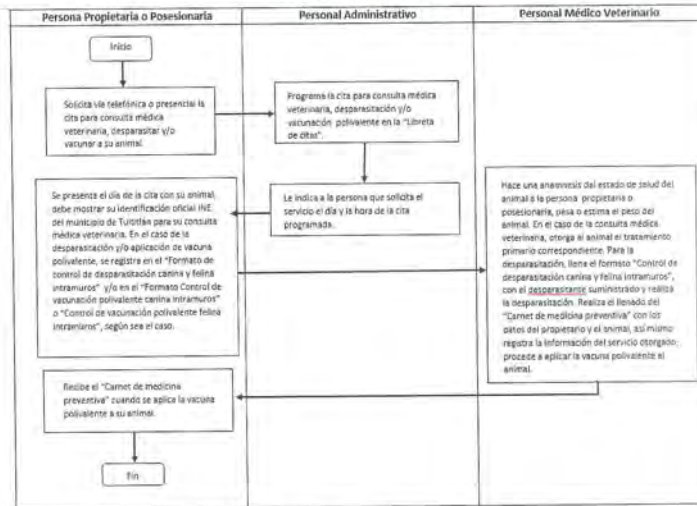 Persona Propietaria o Posesionaria
Personal Administrativo
Personal Médico Veterinario
Inicio
Solicita vía telefónica o presencial la
cita para consulta médica
veterinaria, desparasitar y/o
vacunar a su animal.
Programa la cita para consulta médica
veterinaria, desparasitación y/o
vacunación polivalente en la "Libreta
de citas".
Le indica a la persona que solicita el
servicio el día y la hora de la cita
programada.
Se presenta el día de la cita con su animal,
debe mostrar su identificación oficial INE
del municipio de Tultitlán para su consulta
médica veterinaria. En el caso de la
desparasitación y/o aplicación de vacuna
polivalente, se registra en el "Formato de
control de desparasitación canina y felina
intramuros" y/o en el "Formato Control de
vacunación polivalente canina intramuros"
o "Control de vacunación polivalente felina
intramuros", según sea el caso.
Hace una anamnesis del estado de salud del
animal a la persona propietaria o
posesionaria, pesa o estima el peso del
animal. En el caso de la consulta médica
veterinaria, otorga al animal el tratamiento
primario correspondiente. Para la
desparasitación, llena el formato "Control de
desparasitación canina y felina intramuros",
con el desparasitante suministrado y realiza
la desparasitación. Realiza el llenado del
"Carnet de medicina preventiva" con los
datos del propietario y el animal, así mismo
registra la información del servicio otorgado;
procede a aplicar la vacuna polivalente al
animal.
Recibe el "Carnet de medicina
preventiva" cuando se aplica la vacuna
polivalente a su animal.
Fin